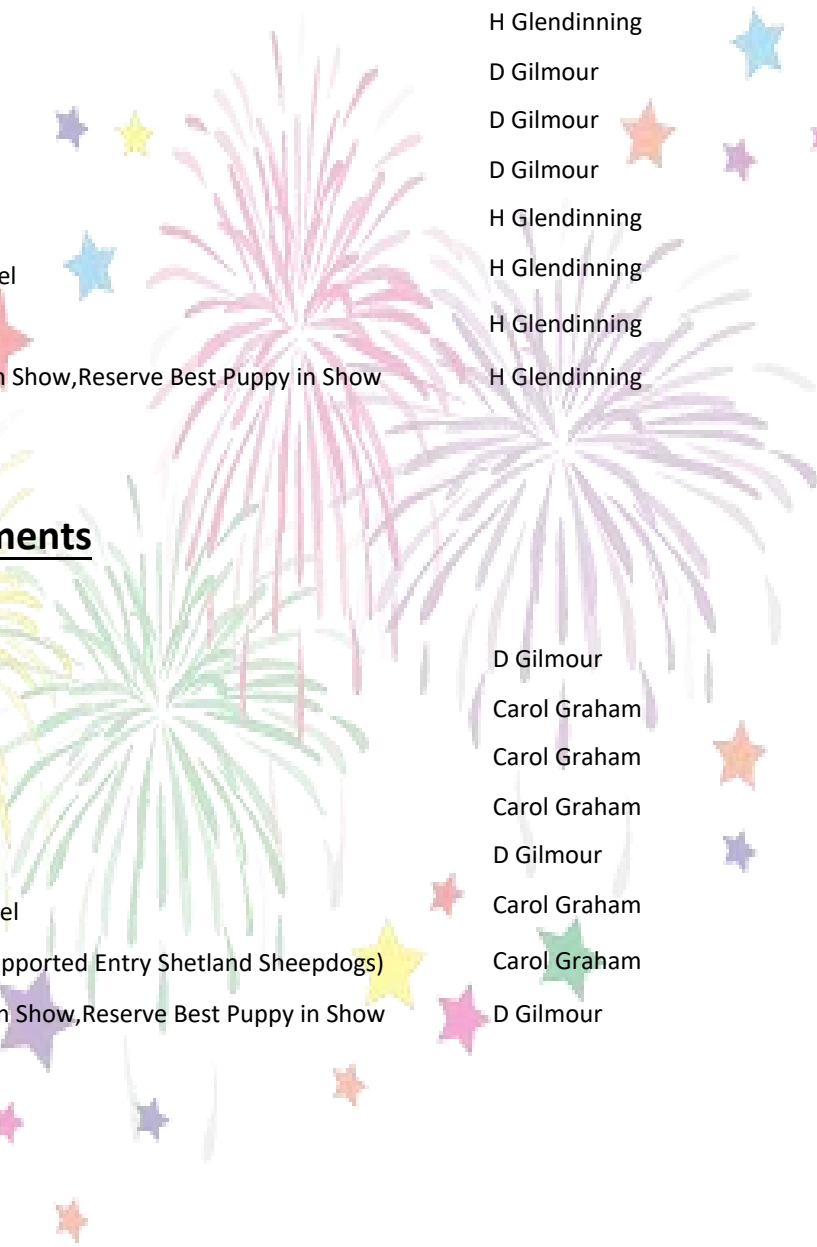 H Glendinning
D Gilmour
D Gilmour
D Gilmour
H Glendinning
el H Glendinning
H Glendinning
n Show,Reserve Best Puppy in Show H Glendinning
ments
D Gilmour
Carol Graham
Carol Graham
Carol Graham
D Gilmour
el Carol Graham
pported Entry Shetland Sheepdogs) Carol Graham
n Show,Reserve Best Puppy in Show D Gilmour